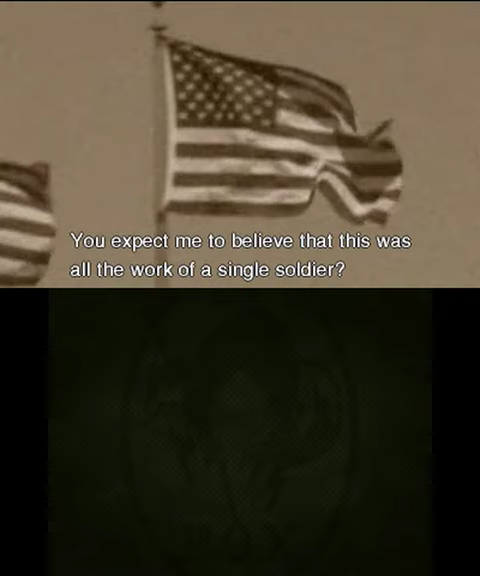 You expect me to believe that this was
all the work of a single soldier?